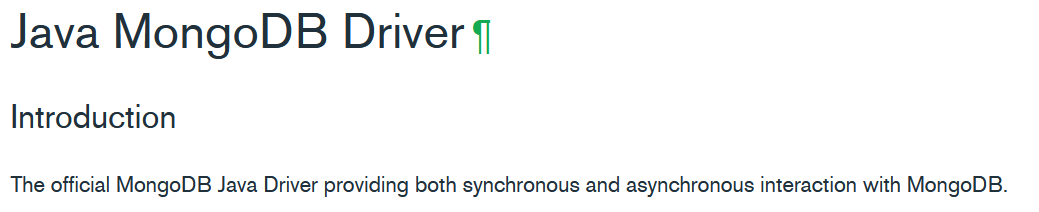 Java MongoDB Driver ¶
Introduction
The official MongoDB Java Driver providing both synchronous and asynchronous interaction with MongoDB.